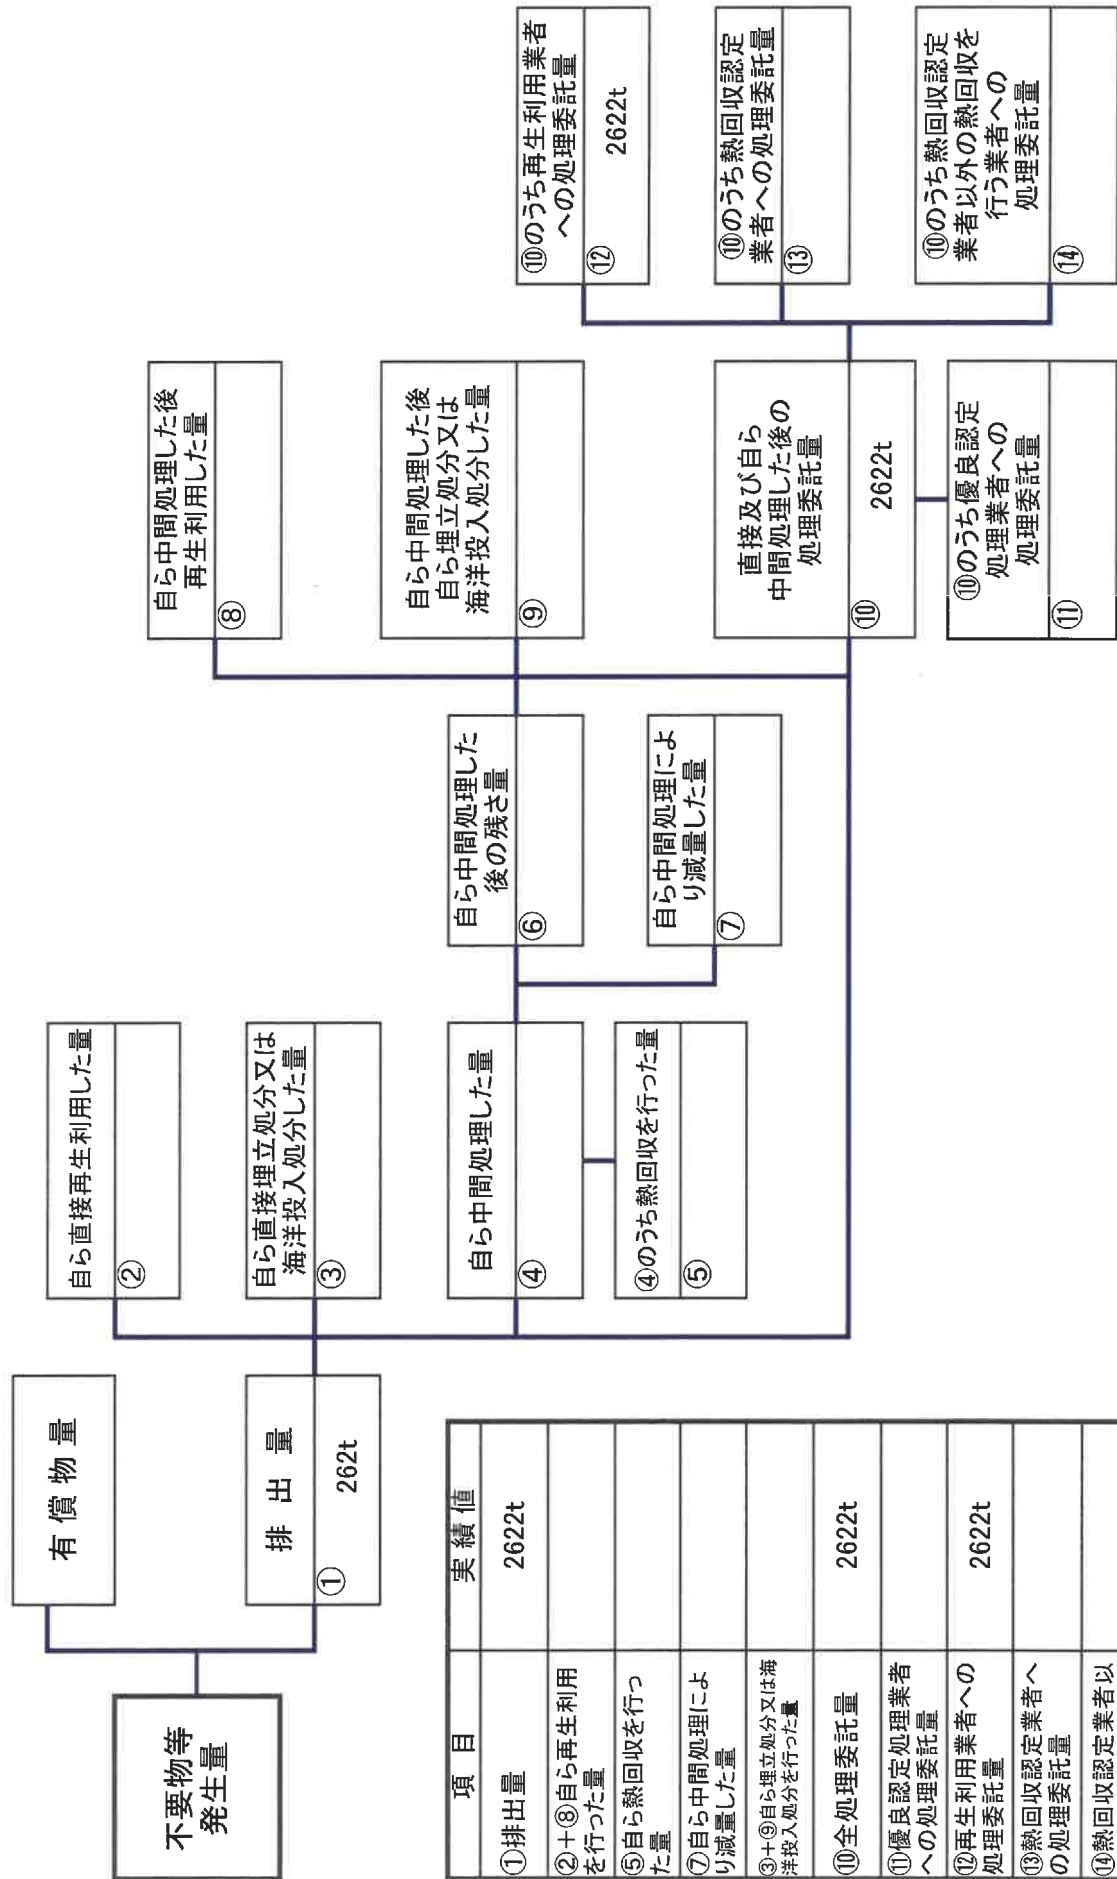 不要物等
発生量
有償物量
排出量
①
262t
自ら直接再生利用した量
②
自ら直接埋立処分又は
海洋投入処分した量
③
自ら中間処理した量
④
④のうち熱回収を行った量
⑤
自ら中間処理した
後の残さ量
⑥
自ら中間処理によ
り減量した量
⑦
自ら中間処理した後
再生利用した量
⑧
自ら中間処理した後
自ら埋立処分又は
海洋投入処分した量
⑨
直接及び自ら
中間処理した後の
処理委託量
⑩
2622t
⑩のうち優良認定
処理業者への
処理委託量
⑪
⑩のうち再生利用業者
への処理委託量
⑫
2622t
⑩のうち熱回収認定
業者への処理委託量
⑬
⑩のうち熱回収認定
業者以外の熱回収を
行う業者への
処理委託量
⑭
項目 実績値
①排出量 2622t
②+⑧自ら再生利用
を行った量
⑤自ら熱回収を行っ
た量
⑦自ら中間処理によ
り減量した量
③+⑨自ら埋立処分又は海
洋投入処分を行った量
⑩全処理委託量 2622t
⑪優良認定処理業者
への処理委託量
⑫再生利用業者への
処理委託量 2622t
⑬熱回収認定業者へ
の処理委託量
⑭熱回収認定業者以